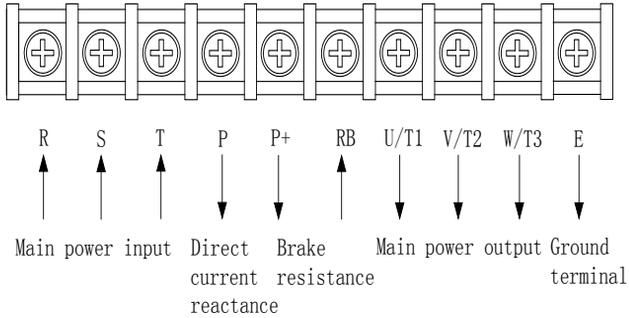 R S T P P+ RB U/T1 V/T2 W/T3 E
Main power input Direct Brake Main power output Ground
current resistance terminal
reactance